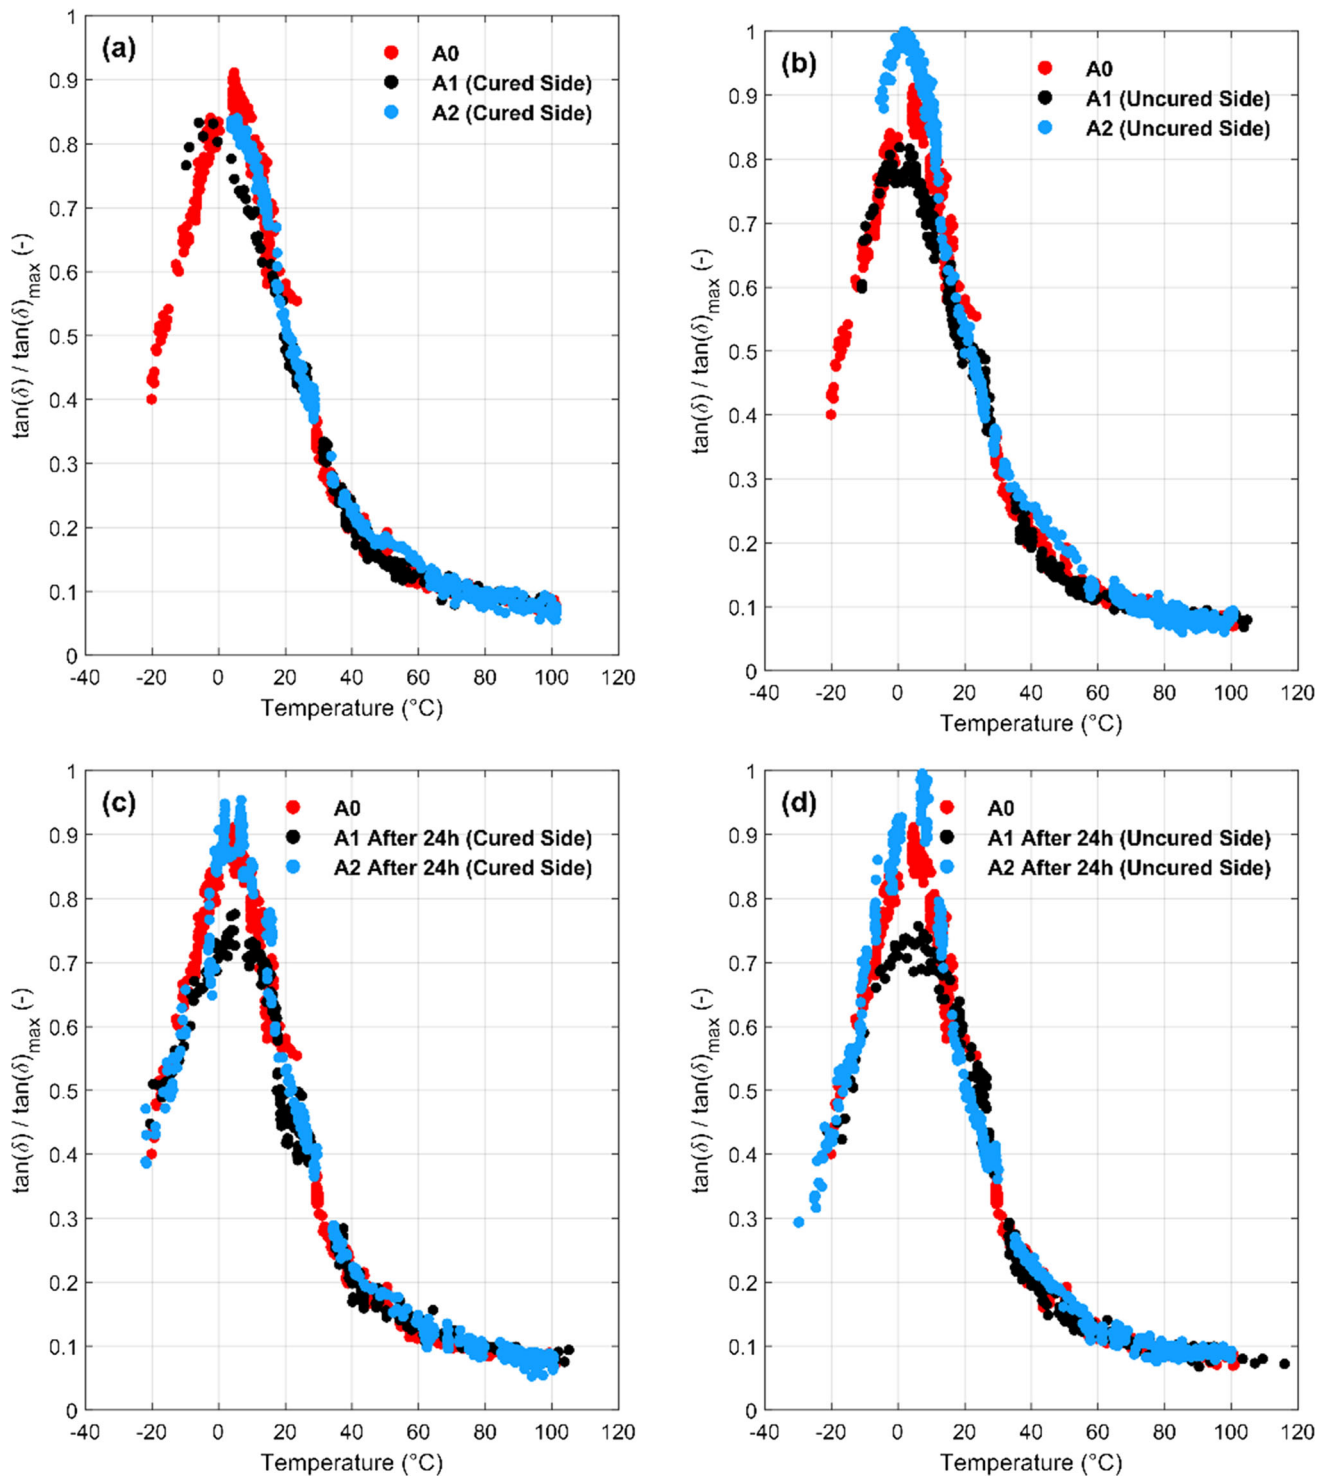 (a)
A0
A1 (Cured Side)
A2 (Cured Side)
1
0.9
0.8
0.7
0.6
0.5
0.4
0.3
0.2
0.1
0
tan(δ) / tan(δ)max (-)
-40 -20 0 20 40 60 80 100 120
Temperature (°C)
(b)
A0
A1 (Uncured Side)
A2 (Uncured Side)
1
0.9
0.8
0.7
0.6
0.5
0.4
0.3
0.2
0.1
0
tan(δ) / tan(δ)max (-)
-40 -20 0 20 40 60 80 100 120
Temperature (°C)
(c)
A0
A1 After 24h (Cured Side)
A2 After 24h (Cured Side)
1
0.9
0.8
0.7
0.6
0.5
0.4
0.3
0.2
0.1
0
tan(δ) / tan(δ)max (-)
-40 -20 0 20 40 60 80 100 120
Temperature (°C)
(d)
A0
A1 After 24h (Uncured Side)
A2 After 24h (Uncured Side)
1
0.9
0.8
0.7
0.6
0.5
0.4
0.3
0.2
0.1
0
tan(δ) / tan(δ)max (-)
-40 -20 0 20 40 60 80 100 120
Temperature (°C)